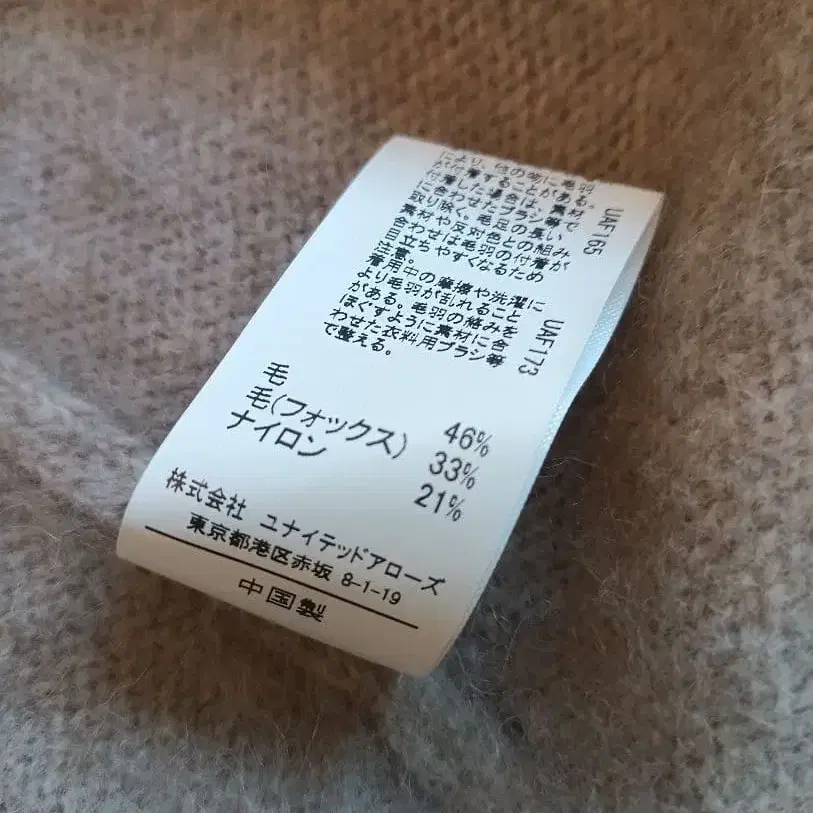 により、他の物に毛羽
が付着することがある。
付着した場合は、素材
に合わせたブラシ等で
取り除く。毛足の長い
素材や反対色との組み
合わせは毛羽の付着が
目立ちやすくなるため
注意。
UAF165
着用中の摩擦や洗濯に
より毛羽が乱れること
がある。毛羽の絡みを
ほぐすように素材に合
わせた衣料用ブラシ等
で整える。
UAF173
毛 46%
毛(フォックス) 33%
ナイロン 21%
株式会社 ユナイテッドアローズ
東京都港区赤坂 8-1-19
中国製